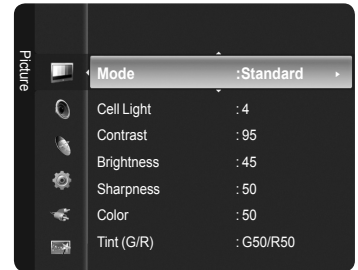 Picture
Mode :Standard
Cell Light : 4
Contrast : 95
Brightness : 45
Sharpness : 50
Color : 50
Tint (G/R) : G50/R50